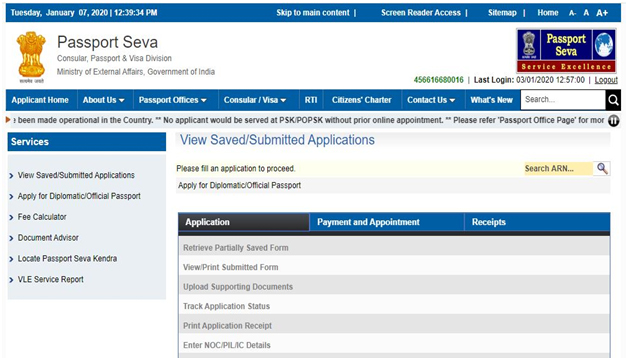 Tuesday, January 07, 2020 | 12:39:34 PM
Skip to main content | Screen Reader Access | Sitemap | Home A- A A+
Passport Seva
Consular, Passport & Visa Division
Ministry of External Affairs, Government of India
सत्यमेव जयते
Passport
Seva
Service Excellence
456616680016 | Last Login: 03/01/2020 12:57:00 | Logout
Applicant Home About Us Passport Offices Consular / Visa RTI Citizens' Charter Contact Us What's New Search...
been made operational in the Country. ** No applicant would be served at PSK/POPSK without prior online appointment. ** Please refer 'Passport Office Page' for mor
Services
View Saved/Submitted Applications
Apply for Diplomatic/Official Passport
Fee Calculator
Document Advisor
Locate Passport Seva Kendra
VLE Service Report
View Saved/Submitted Applications
Please fill an application to proceed.
Search ARN...
Apply for Diplomatic/Official Passport
Application Payment and Appointment Receipts
Retrieve Partially Saved Form
View/Print Submitted Form
Upload Supporting Documents
Track Application Status
Print Application Receipt
Enter NOC/PIL/IC Details